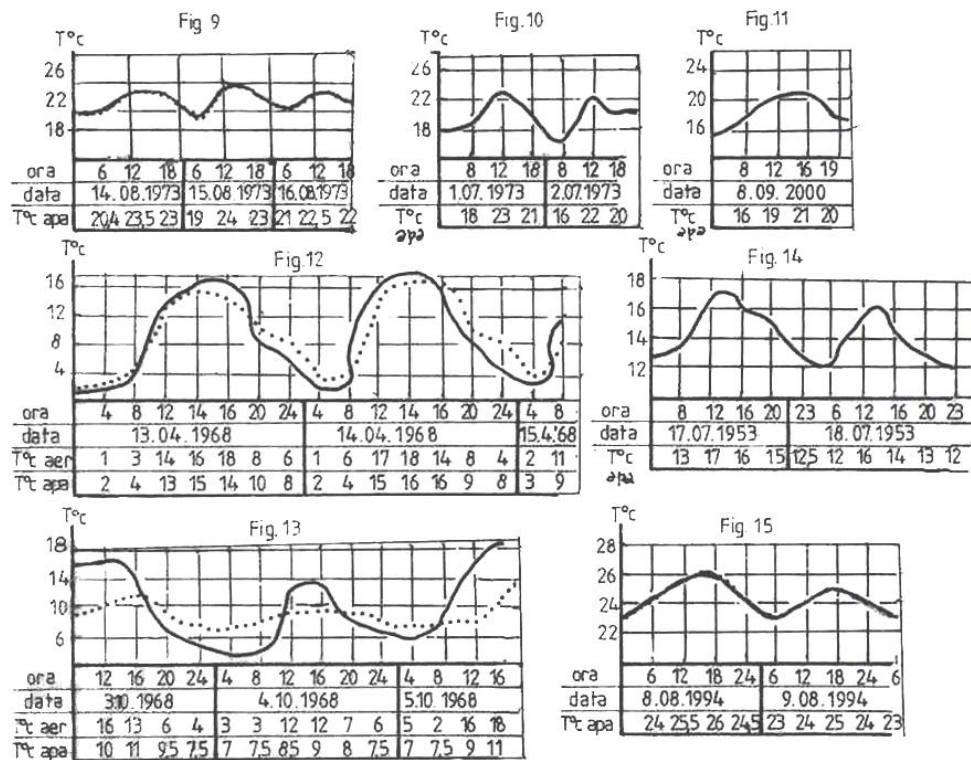 Fig 9
T°c
26
22
18
ora 6 12 18 6 12 18 6 12 18
data 14.08.1973 15.08 1973 16.08.1973
T°c apa 20,4 23,5 23 19 24 23 21 22,5 22
Fig.10
T°c
26
22
18
ora 8 12 18 8 12 18
data 1.07.1973 2.07.1973
T°c apa 18 23 21 16 22 20
Fig.11
T°c
24
20
16
ora 8 12 16 19
data 8.09. 2000
T°c apa 16 19 21 20
Fig.12
T°c
16
12
8
4
ora 4 8 12 16 20 24 4 8 12 16 20 24 4 8
data 13.04.1968 14.04.1968 15.4.'68
T°c aer 1 3 14 16 18 8 6 1 6 17 18 14 8 4 2 11
T°c apa 2 4 13 15 14 10 8 2 4 15 16 16 9 8 3 9
Fig. 14
18
16
14
12
ora 8 12 16 20 23 6 12 16 20 23
data 17.07.1953 18.07.1953
T°c apa 13 17 16 15 12,5 12 16 14 13 12
Fig. 13
T°c
18
14
10
6
ora 12 16 20 24 4 8 12 16 20 24 4 8 12 16
data 3.10.1968 4.10.1968 5.10.1968
T°c aer 16 13 6 4 3 3 12 12 7 6 5 2 16 18
T°c apa 10 11 9,5 7,5 7 7,5 8,5 9 8 7,5 7 7,5 9 11
Fig. 15
T°c
28
26
24
22
ora 6 12 18 24 6 12 18 24 6
data 8.08.1994 9.08.1994
T°c apa 24 25,5 26 24,5 23 24 25 24 23